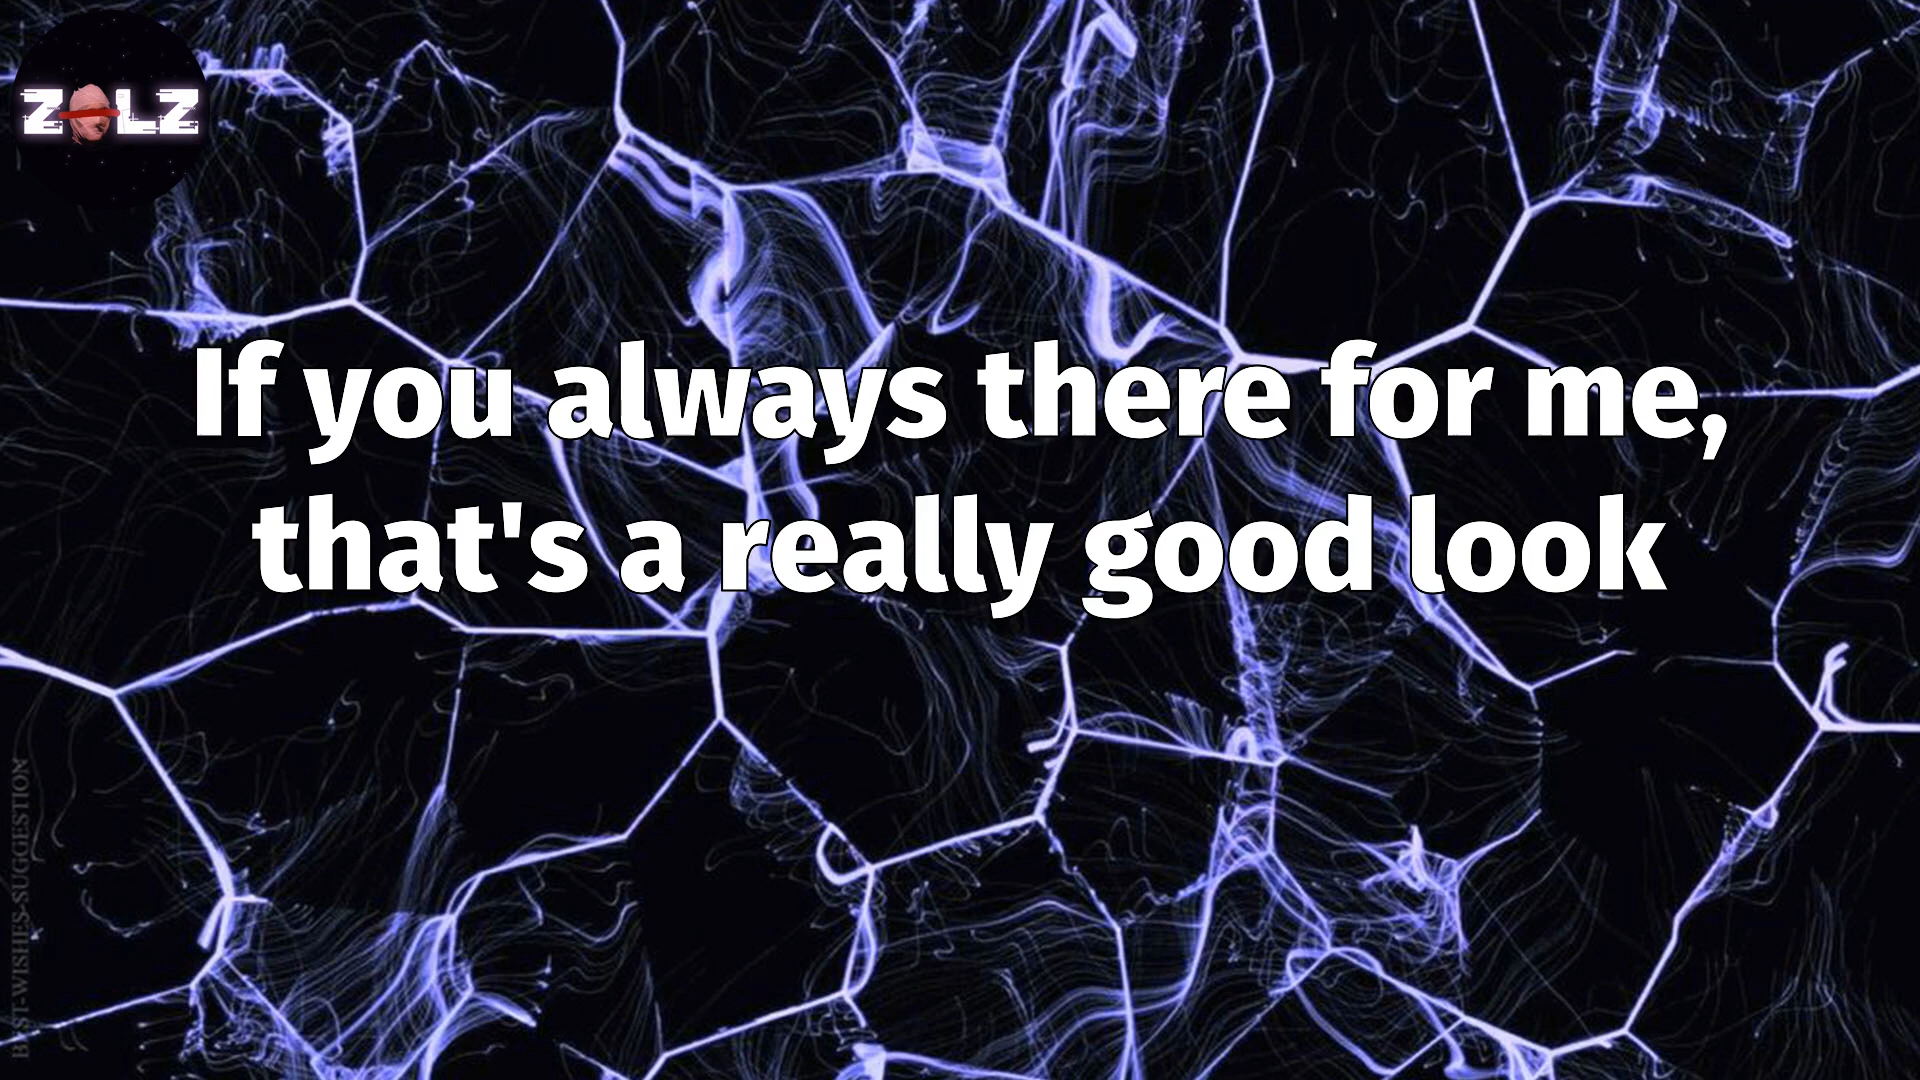 ZOLZ
If you always there for me,
that's a really good look
BEST-WISHES-SUGGESTION